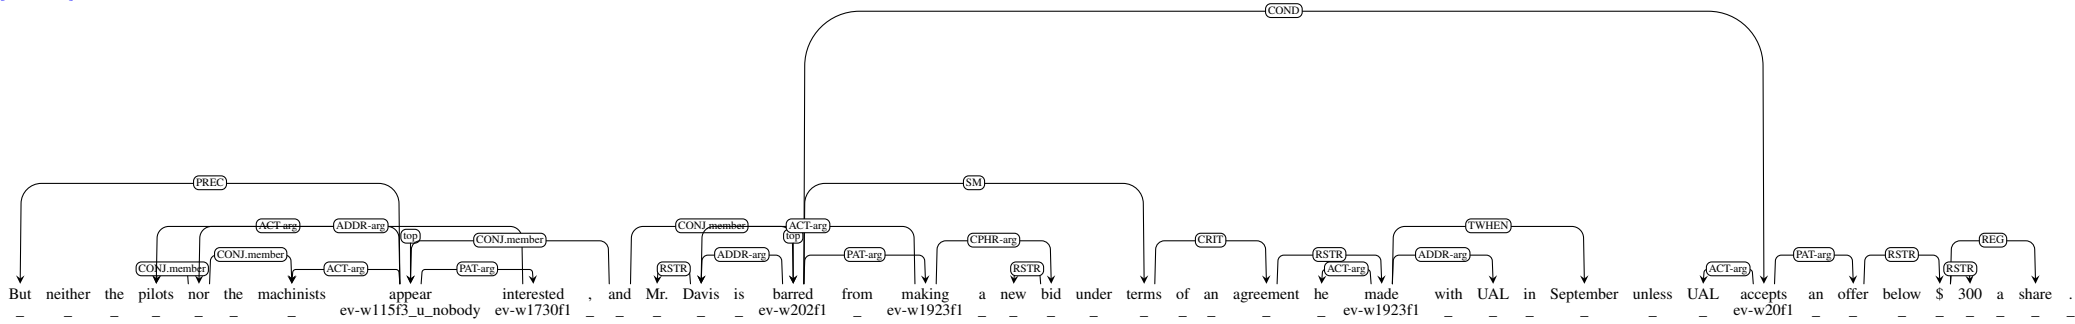 COND
PREC SM
ACT-arg ADDR-arg CONJ.member ACT-arg TWHEN
top CONJ.member top CPHR-arg CRIT REG
CONJ.member ADDR-arg PAT-arg RSTR ADDR-arg PAT-arg RSTR
CONJ.member ACT-arg PAT-arg RSTR RSTR ACT-arg ACT-arg RSTR
But neither the pilots nor the machinists appear interested , and Mr. Davis is barred from making a new bid under terms of an agreement he made with UAL in September unless UAL accepts an offer below $ 300 a share .
_ _ _ _ _ _ _ ev-w115f3_u_nobody ev-w1730f1 _ _ _ _ _ ev-w202f1 _ ev-w1923f1 _ _ _ _ _ _ _ _ _ ev-w1923f1 _ _ _ _ _ _ ev-w20f1 _ _ _ _ _ _ _ _